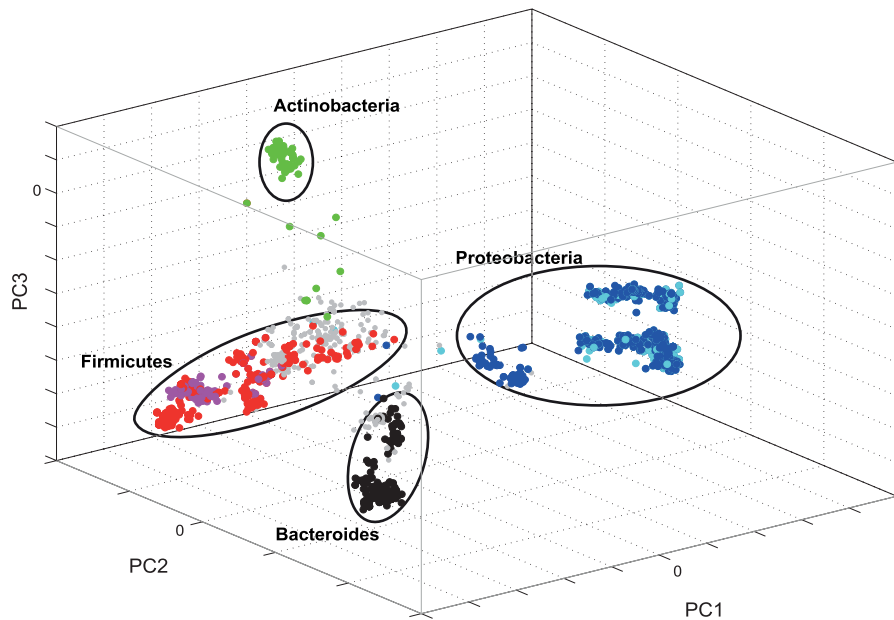 Actinobacteria
0
PC3
Proteobacteria
Firmicutes
Bacteroides
0
PC2
0
PC1